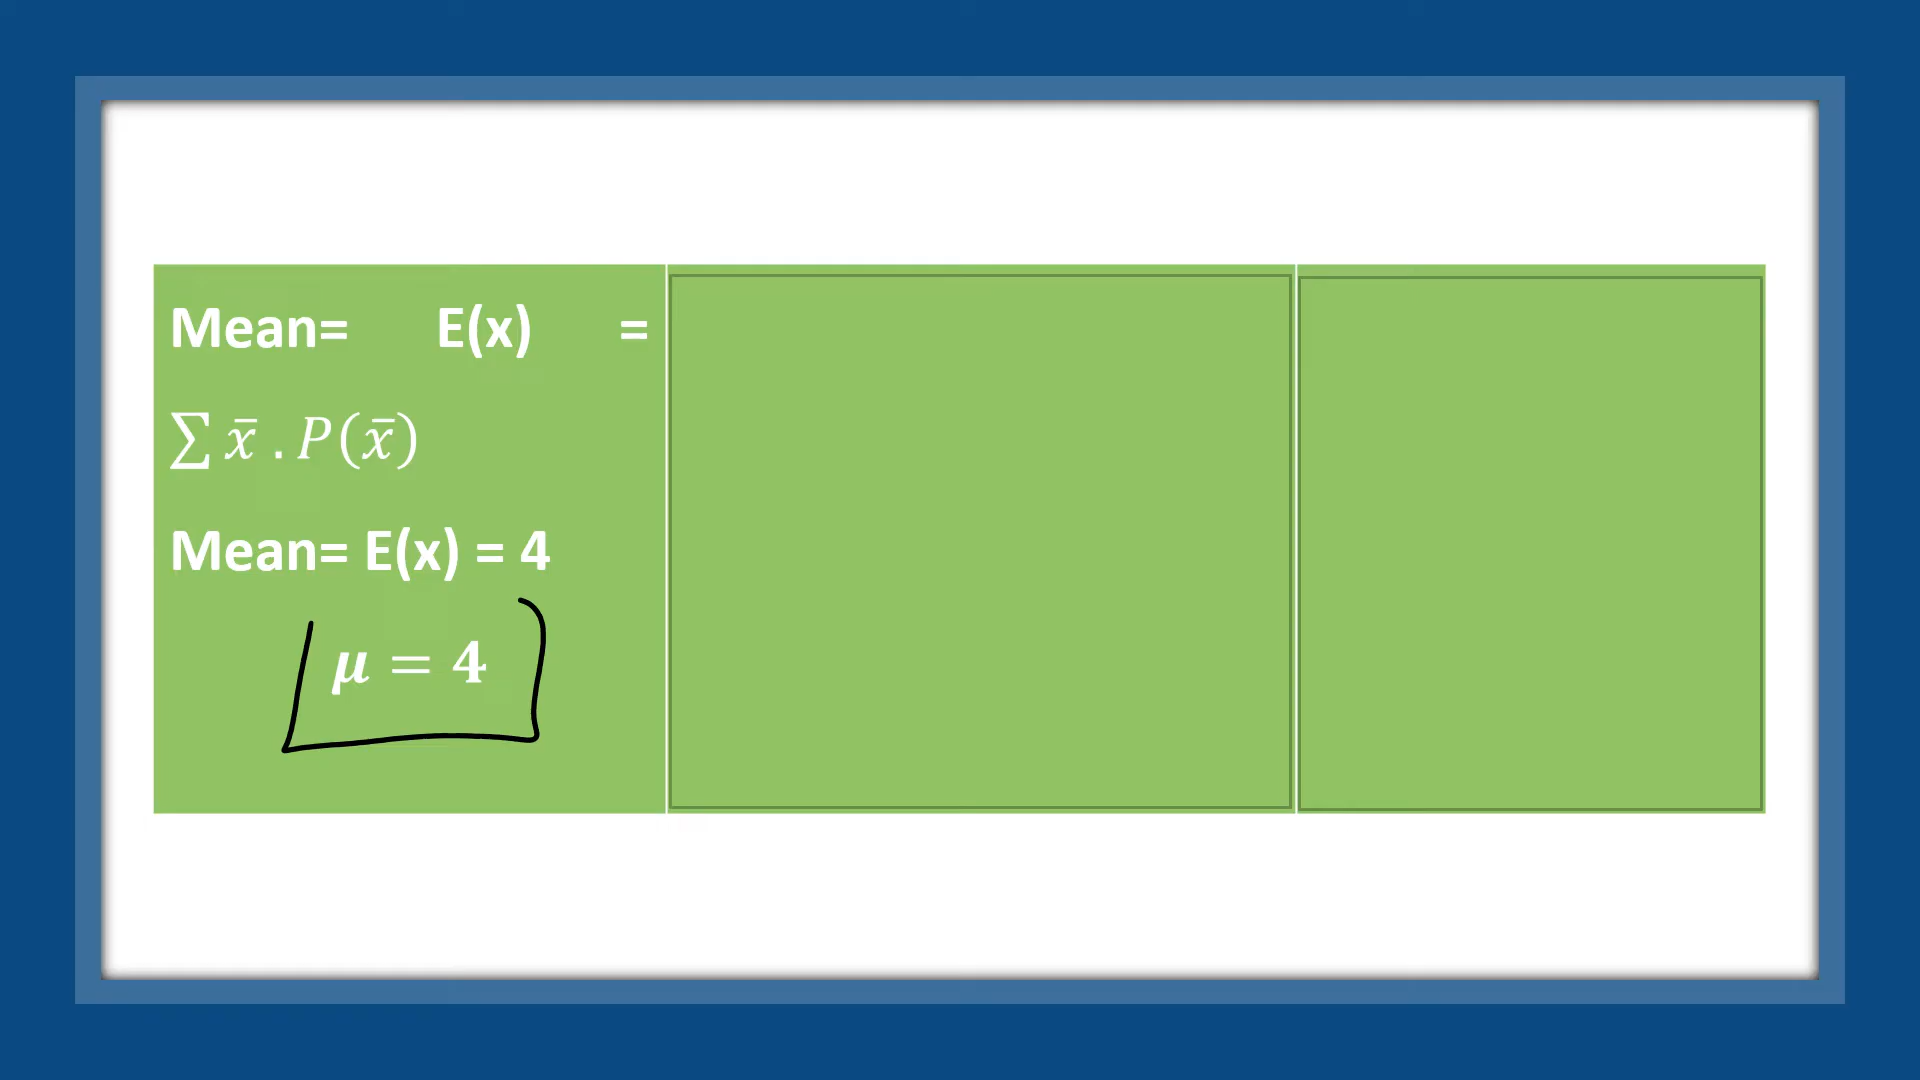 Mean= E(x) =
∑ x̄ . P(x̄)
Mean= E(x) = 4
μ = 4